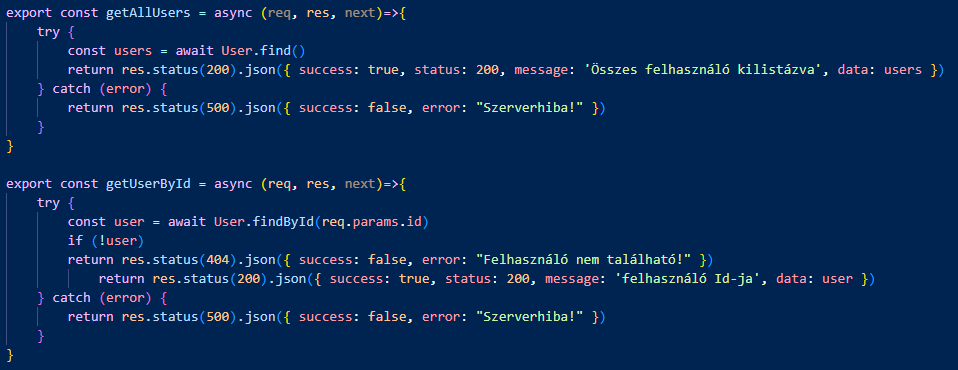 export const getAllUsers = async (req, res, next)=>{
try {
const users = await User.find()
return res.status(200).json({ success: true, status: 200, message: 'Összes felhasználó kilistázva', data: users })
} catch (error) {
return res.status(500).json({ success: false, error: "Szerverhiba!" })
}
}
export const getUserById = async (req, res, next)=>{
try {
const user = await User.findById(req.params.id)
if (!user)
return res.status(404).json({ success: false, error: "Felhasználó nem található!" })
return res.status(200).json({ success: true, status: 200, message: 'felhasználó Id-ja', data: user })
} catch (error) {
return res.status(500).json({ success: false, error: "Szerverhiba!" })
}
}